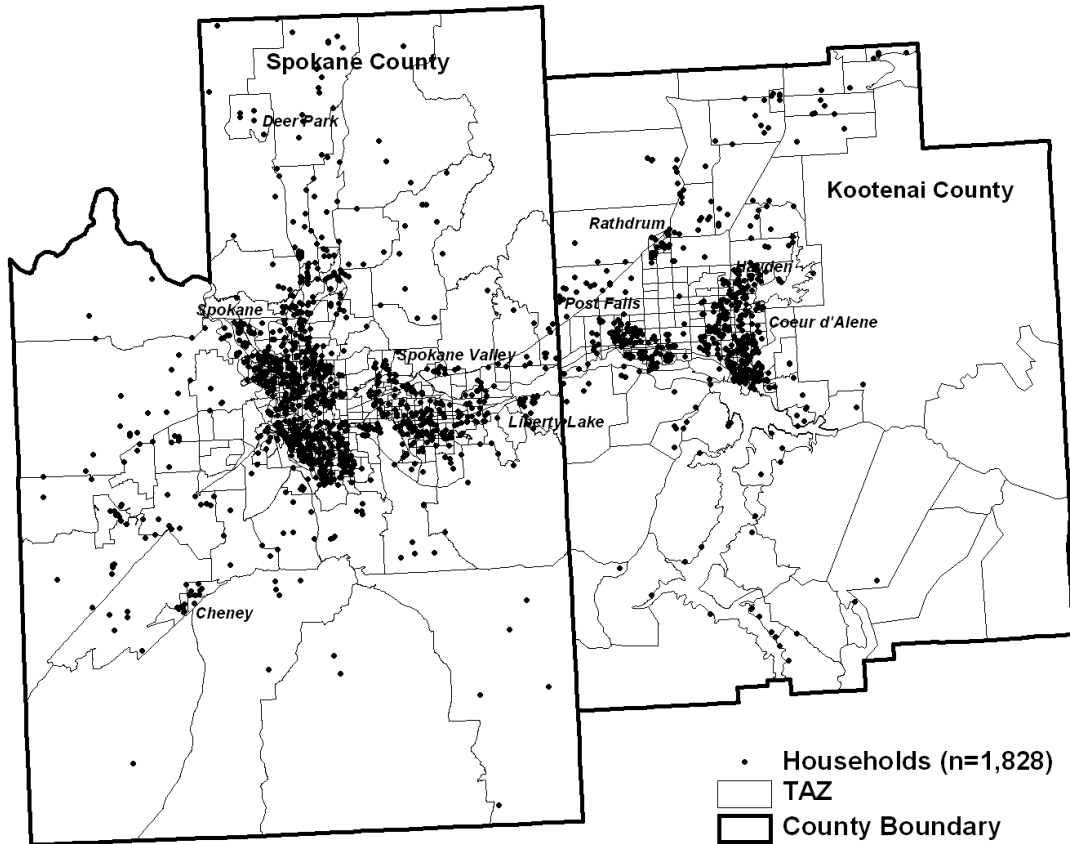 Spokane County
Deer Park
Kootenai County
Rathdrum
Hayden
Post Falls
Spokane
Coeur d'Alene
Spokane Valley
Liberty Lake
Cheney
Households (n=1,828)
TAZ
County Boundary